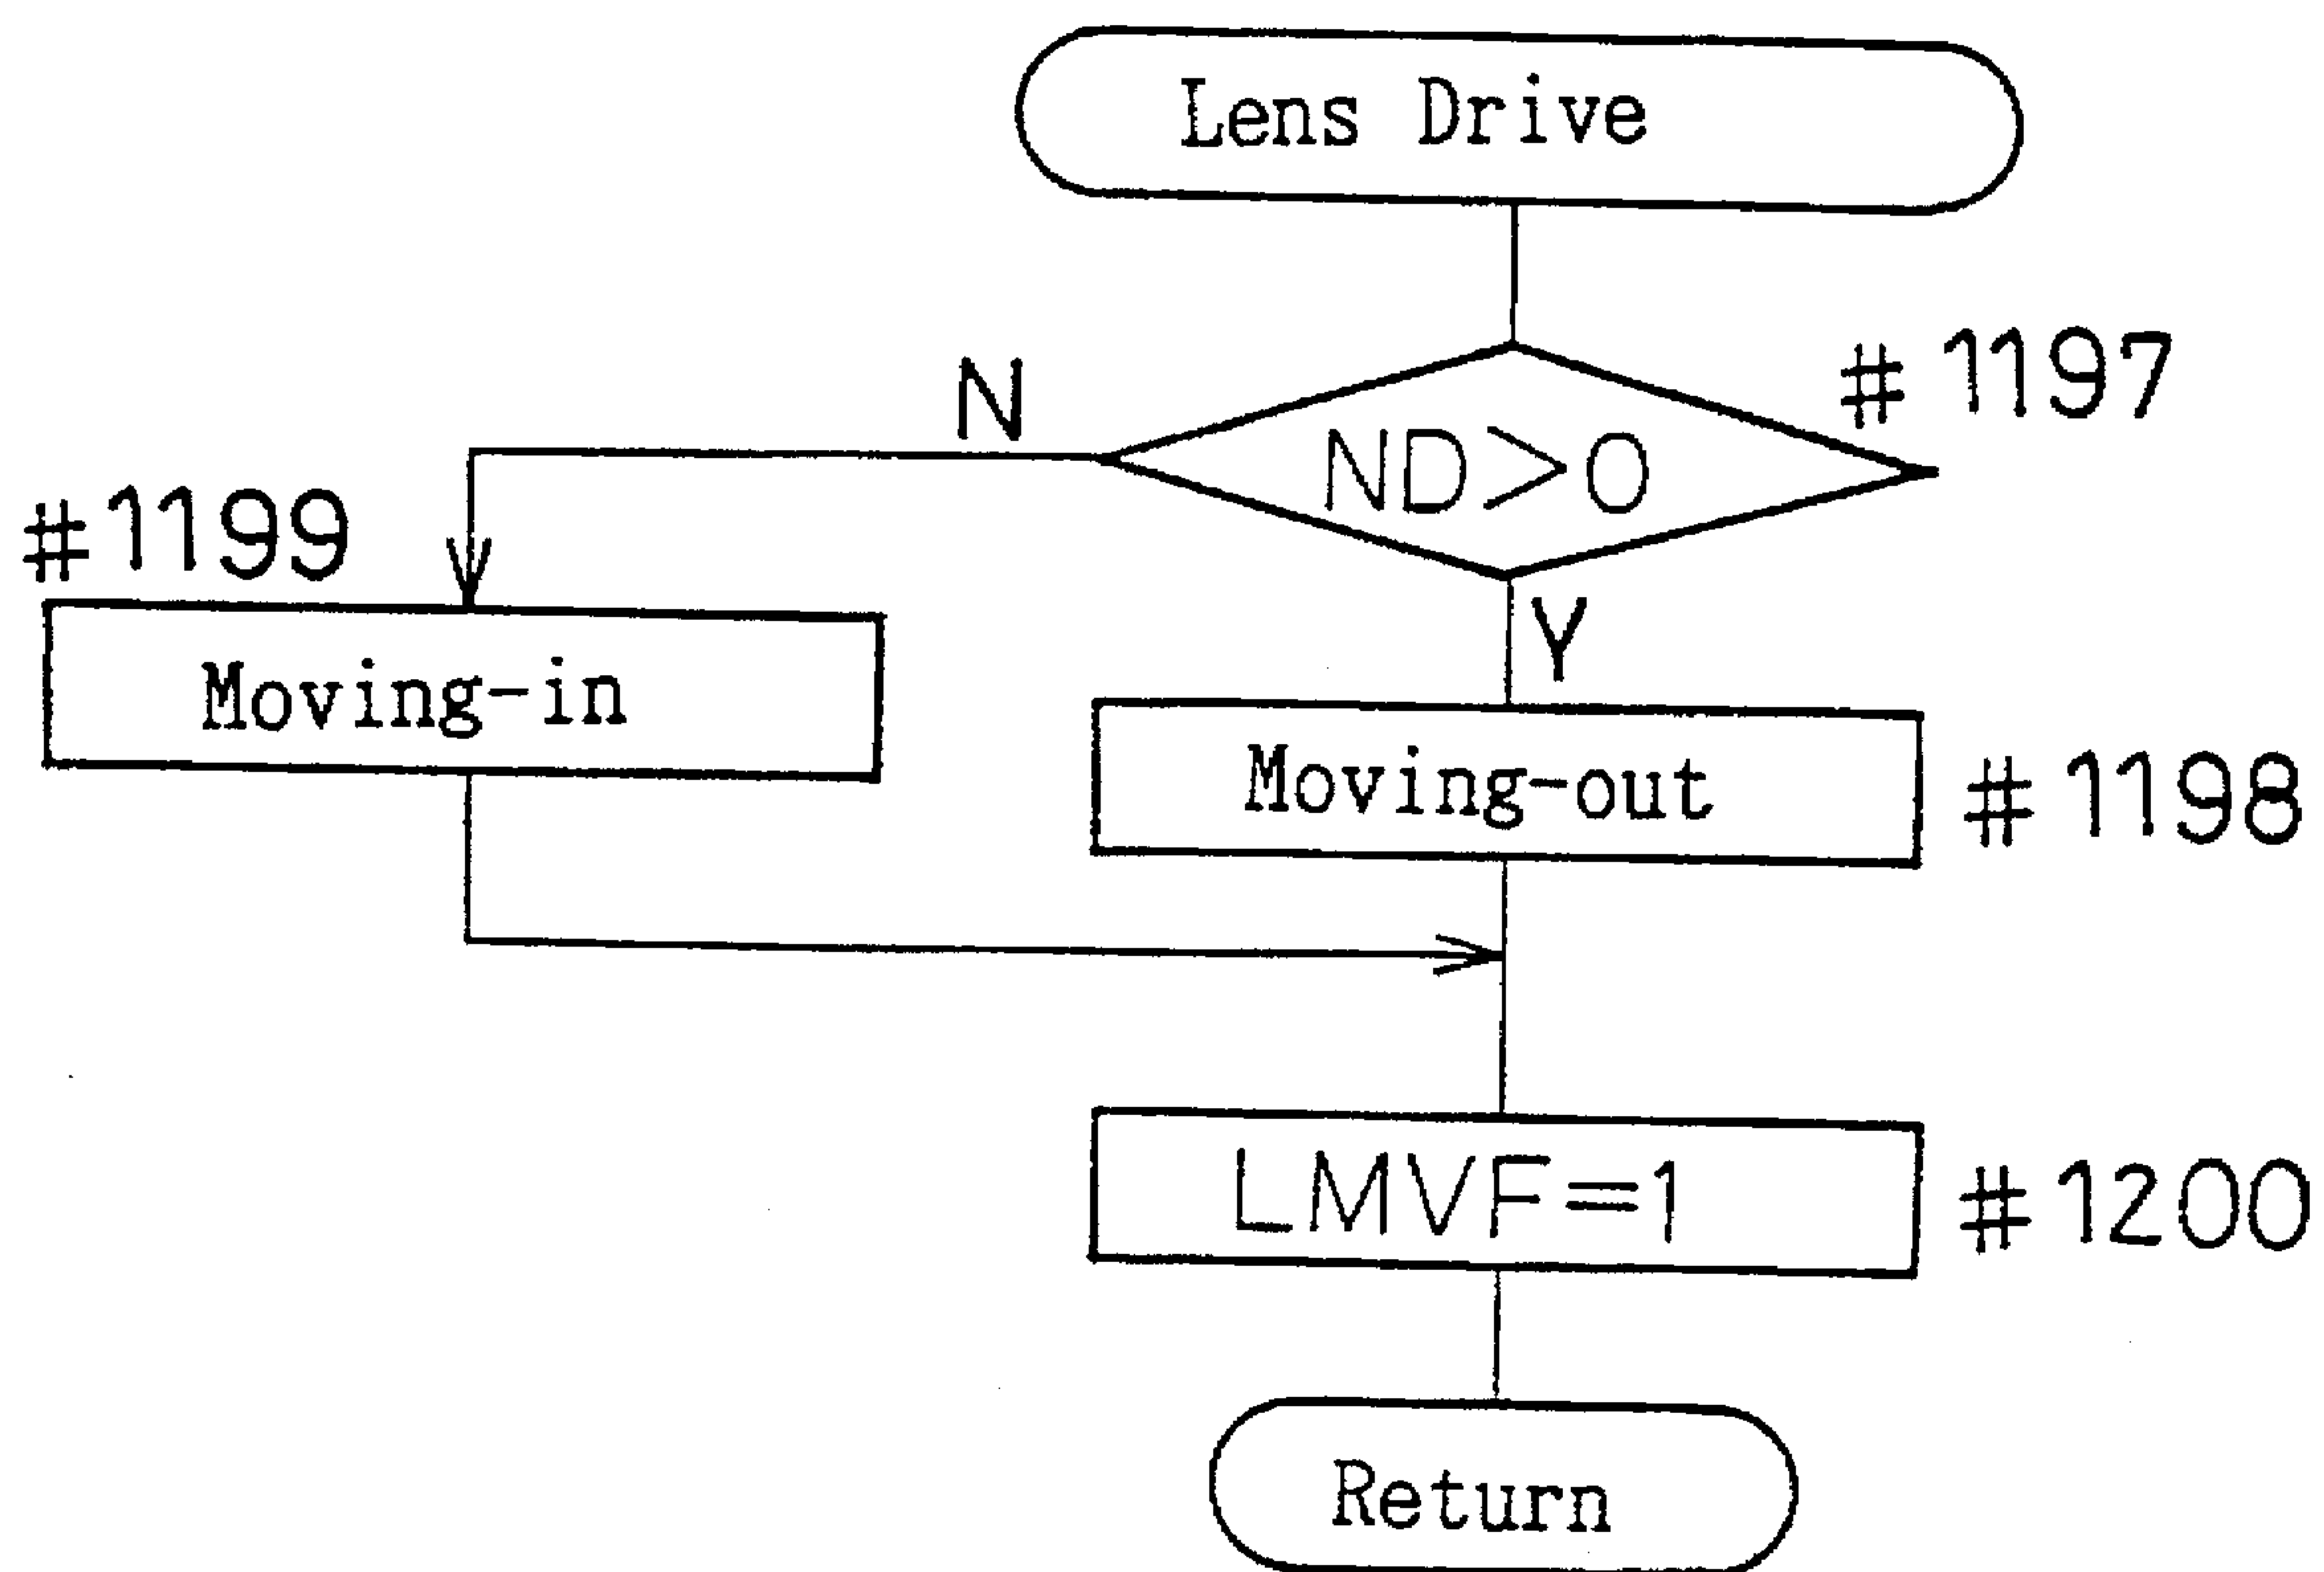 Lens Drive
N
# 1197
ND>0
#1199
Y
Moving-in
Moving-out
# 1198
LMVF=1
# 1200
Return